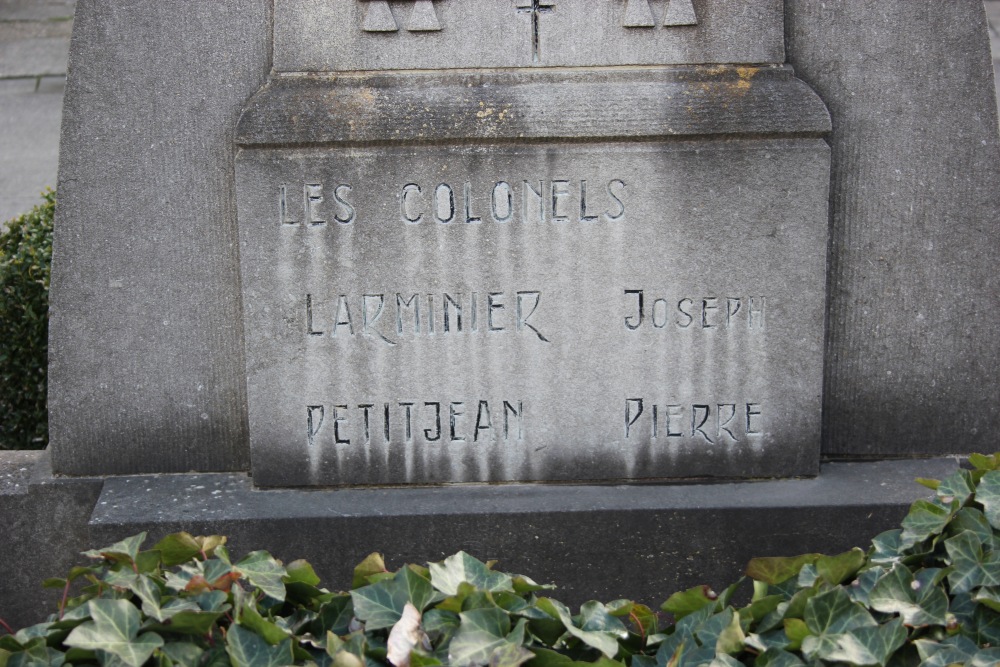 LES COLONELS
LARMINIER JOSEPH
PETITJEAN PIERRE